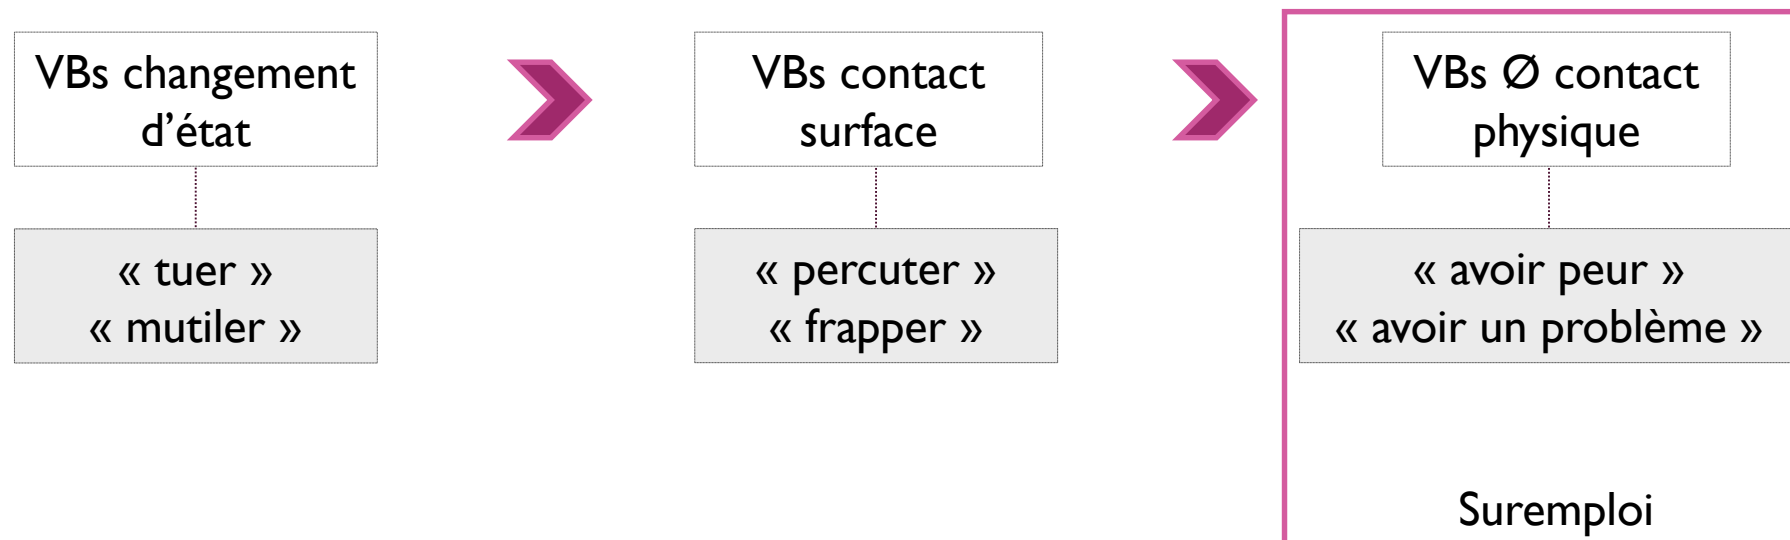 VBs changement
d’état
VBs contact
surface
VBs Ø contact
physique
« tuer »
« mutiler »
« percuter »
« frapper »
« avoir peur »
« avoir un problème »
Suremploi